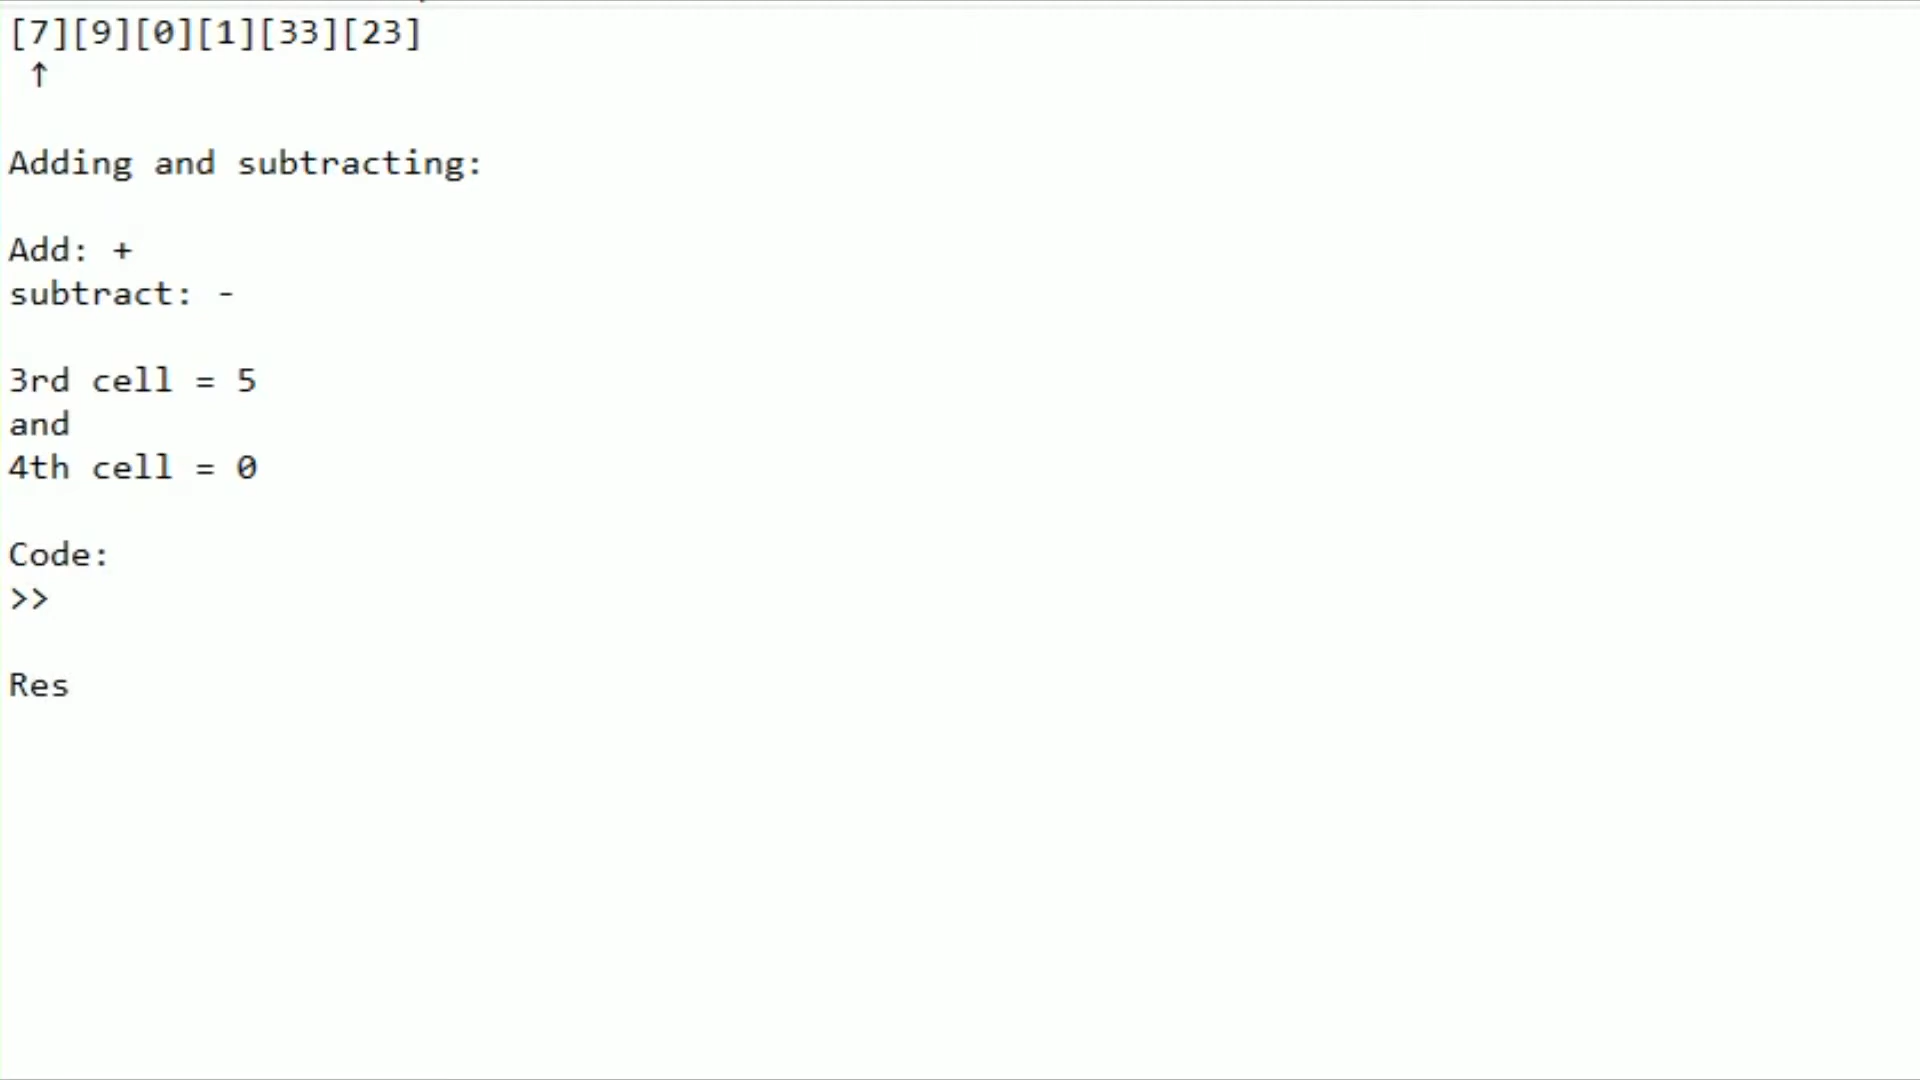 [7][9][0][1][33][23]
↑
Adding and subtracting:
Add: +
subtract: -
3rd cell = 5
and
4th cell = 0
Code:
>>
Res